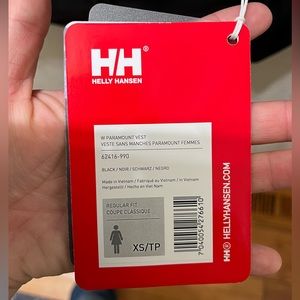 HH®
HELLY HANSEN
W PARAMOUNT VEST
VESTE SANS MANCHES PARAMOUNT FEMMES
62416-990
BLACK / NOIR / SCHWARZ / NEGRO
Made in Vietnam / Fabriqué au Vietnam / in Vietnam
Hergestellt / Hecho en Viet Nam
REGULAR FIT
COUPE CLASSIQUE
XS/TP
7040056276610
HH® HELLYHANSEN.COM